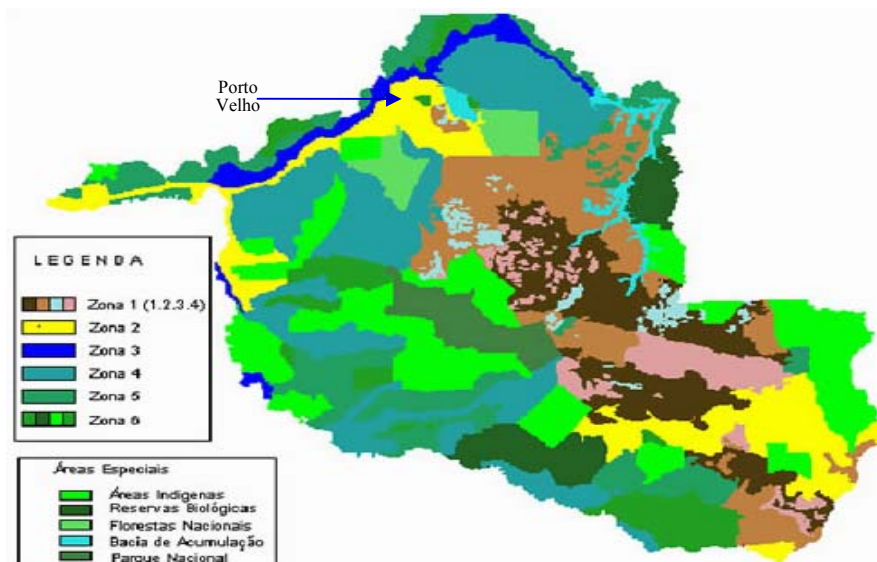 Porto
Velho
LEGENDA
Zona 1 (1.2.3.4)
Zona 2
Zona 3
Zona 4
Zona 5
Zona 6
Áreas Especiais
Áreas Indigenas
Reservas Biológicas
Florestas Nacionais
Bacia de Acumulação
Parque Nacional